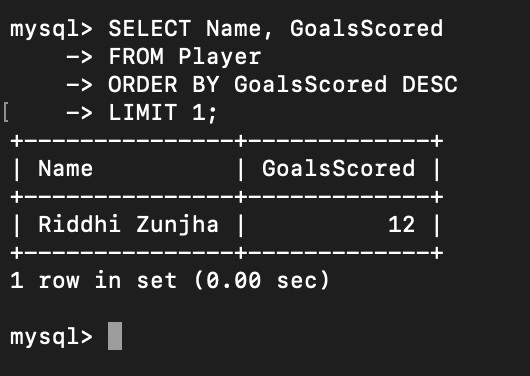 mysql> SELECT Name, GoalsScored
    -> FROM Player
    -> ORDER BY GoalsScored DESC
[    -> LIMIT 1;
+---------------+-------------+
| Name          | GoalsScored |
+---------------+-------------+
| Riddhi Zunjha |          12 |
+---------------+-------------+
1 row in set (0.00 sec)

mysql>